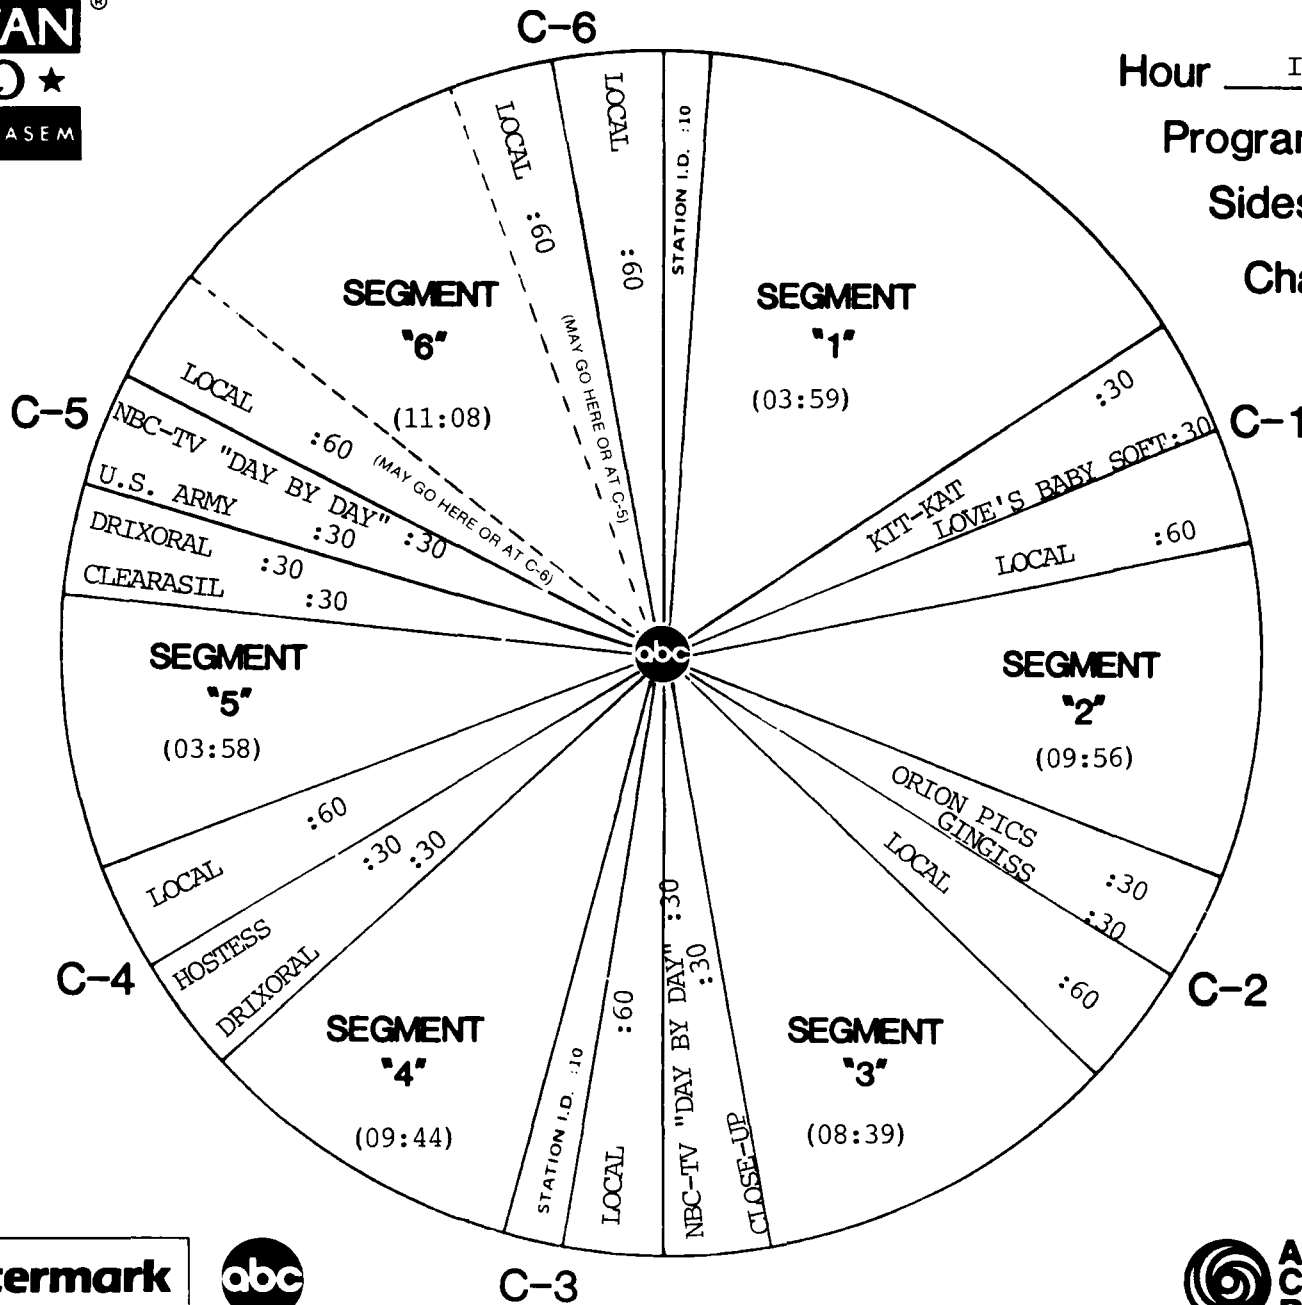 ®
C-6
Hour
ASEM
LOCAL :60
LOCAL :60
(MAY GO HERE OR AT C-5)
STATION I.D. :10
SEGMENT
"6"
(11:08)
SEGMENT
"1"
(03:59)
C-5
LOCAL :60
(MAY GO HERE OR AT C-6)
NBC-TV "DAY BY DAY" :30
U.S. ARMY :30
DRIXORAL :30
CLEARASIL :30
KIT-KAT :30
LOVE'S BABY SOFT :30
C-1
LOCAL :60
abc
SEGMENT
"5"
(03:58)
SEGMENT
"2"
(09:56)
LOCAL :60
HOSTESS :30
DRIXORAL :30
C-4
ORION PICS :30
GINGISS :30
LOCAL :60
C-2
SEGMENT
"4"
(09:44)
STATION I.D. :10
LOCAL :60
NBC-TV "DAY BY DAY" :30
CLOSE-UP :30
SEGMENT
"3"
(08:39)
C-3
abc